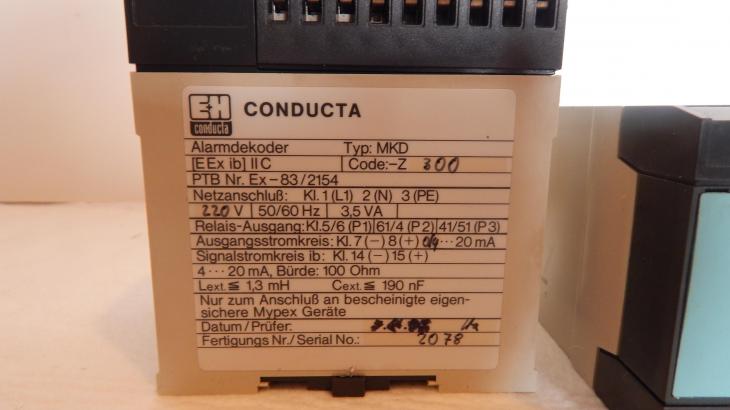 E+H
conducta
CONDUCTA
Alarmdekoder Typ: MKD
[EEx ib] II C Code:-Z 300
PTB Nr. Ex-83/2154
Netzanschluß: Kl. 1 (L1) 2 (N) 3 (PE)
220 V 50/60 Hz 3,5 VA
Relais-Ausgang: Kl.5/6 (P1) 61/4 (P2) 41/51 (P3)
Ausgangsstromkreis: Kl. 7 (-) 8 (+) 0/4 ··· 20 mA
Signalstromkreis ib: Kl. 14 (-) 15 (+)
4 ··· 20 mA, Bürde: 100 Ohm
Lext. ≦ 1,3 mH Cext. ≦ 190 nF
Nur zum Anschluß an bescheinigte eigen-
sichere Mypex Geräte
Datum/Prüfer:
Fertigungs Nr./Serial No.: 2078